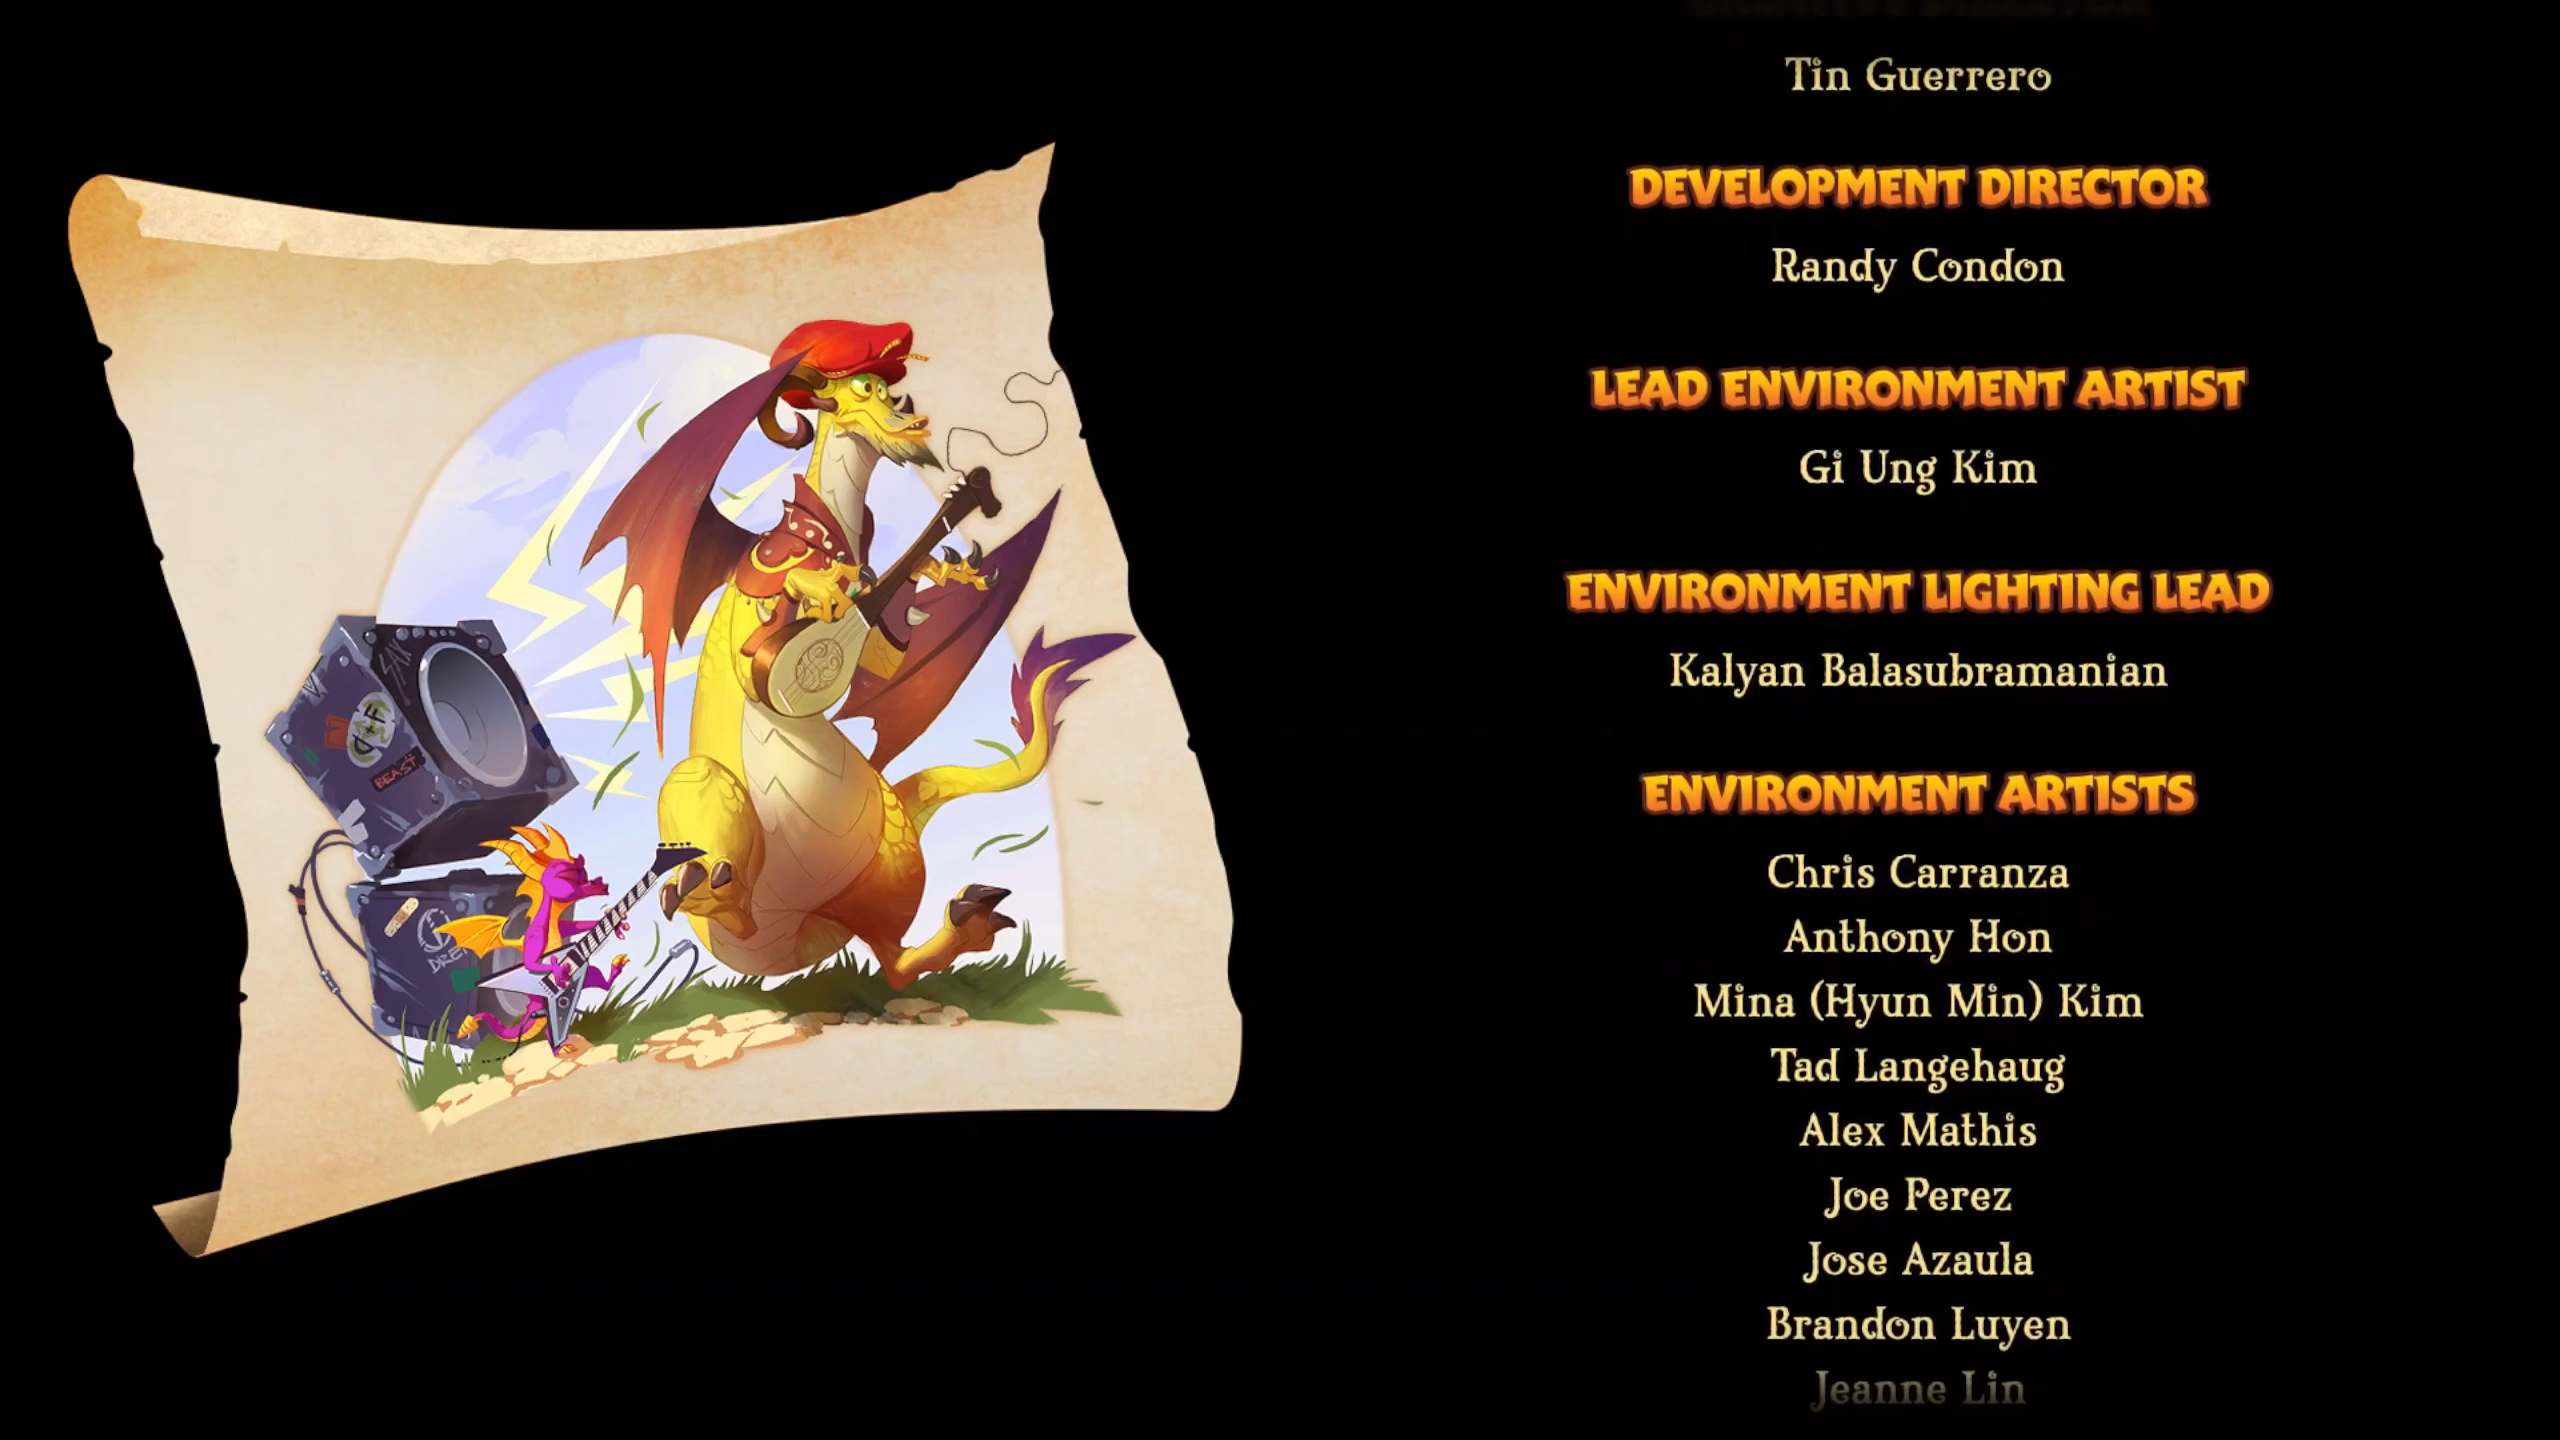 Tin Guerrero
DEVELOPMENT DIRECTOR
Randy Condon
LEAD ENVIRONMENT ARTIST
Gi Ung Kim
ENVIRONMENT LIGHTING LEAD
Kalyan Balasubramanian
ENVIRONMENT ARTISTS
Chris Carranza
Anthony Hon
Mina (Hyun Min) Kim
Tad Langehaug
Alex Mathis
Joe Perez
Jose Azaula
Brandon Luyen
Jeanne Lin
D+F
BEAST